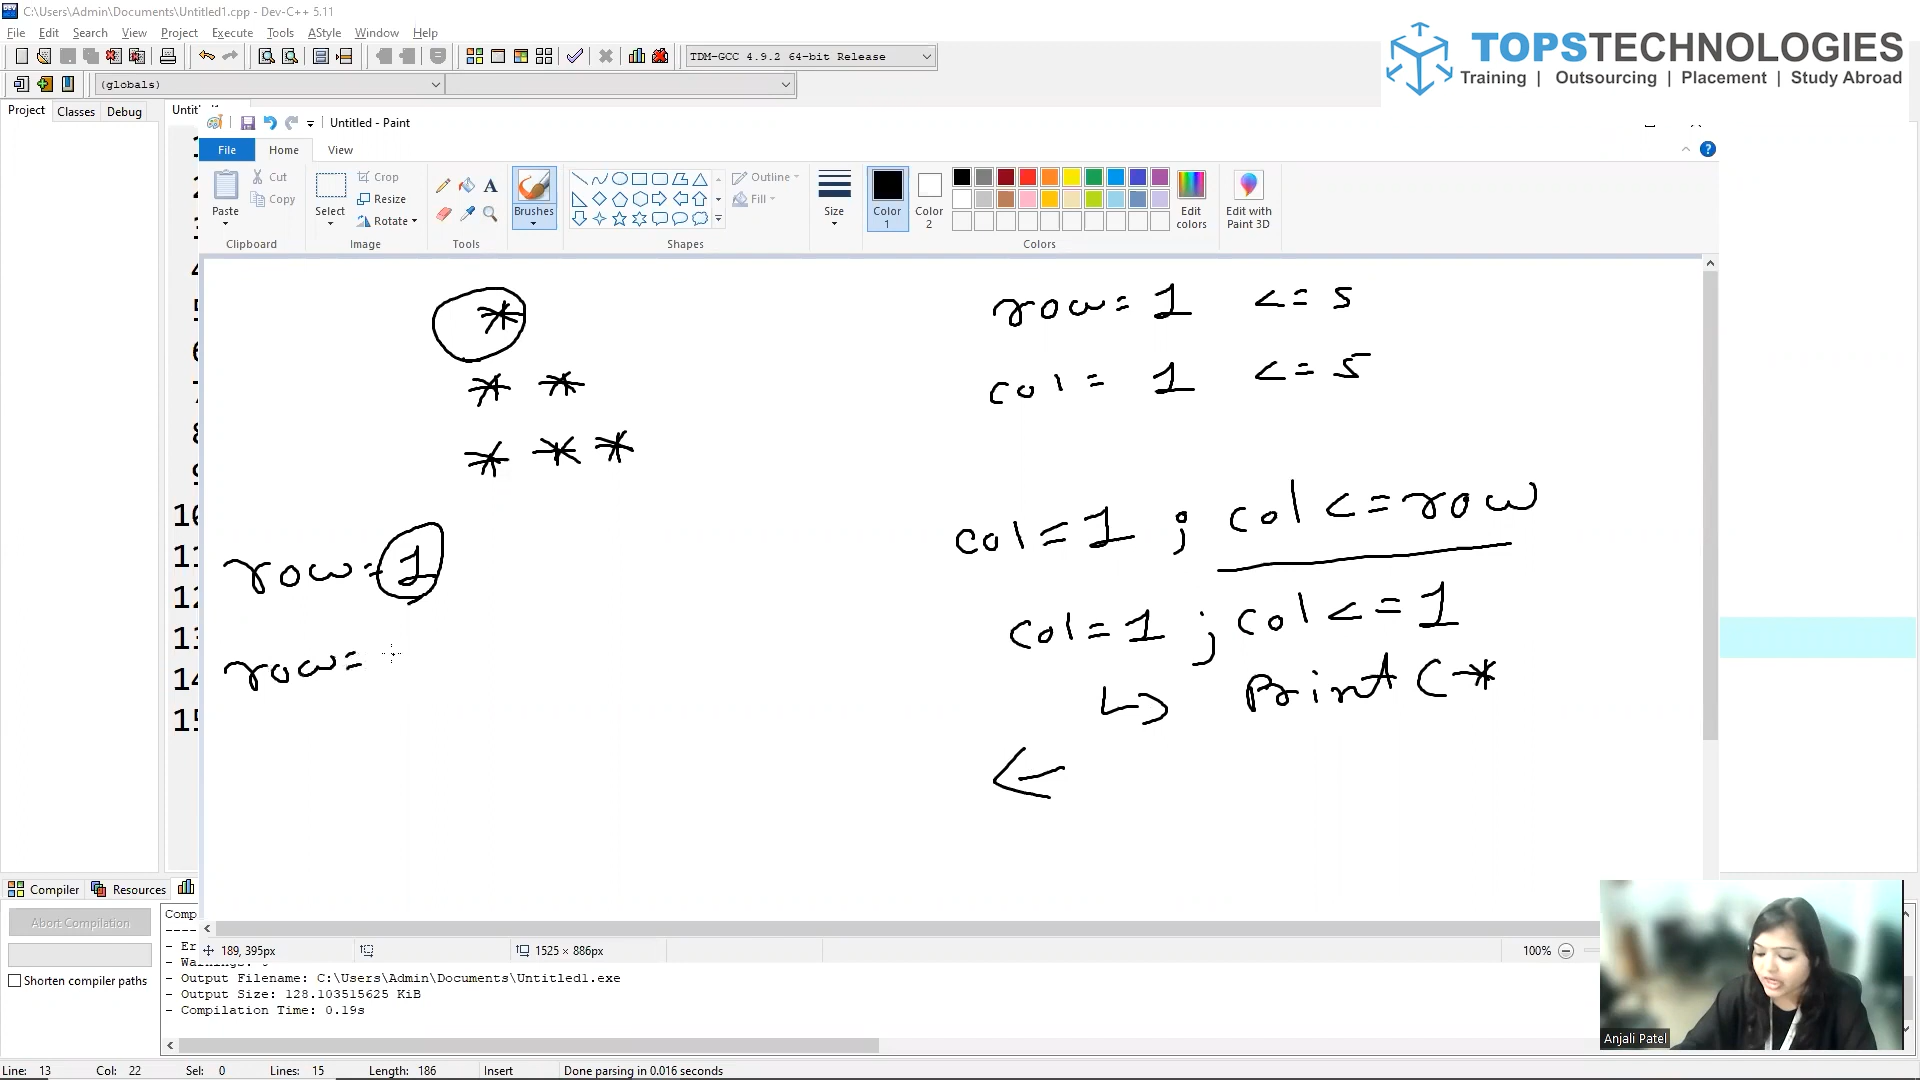 C:\Users\Admin\Documents\Untitled1.cpp - Dev-C++ 5.11
File Edit Search View Project Execute Tools AStyle Window Help
TDM-GCC 4.9.2 64-bit Release
(globals)
TOPSTECHNOLOGIES
Training | Outsourcing | Placement | Study Abroad
Project Classes Debug
Untitled - Paint
File Home View
Paste Cut Copy
Clipboard
Select Crop Resize Rotate
Image
Tools
Brushes
Outline Fill
Shapes
Size
Color 1
Color 2
Edit colors
Colors
Edit with Paint 3D
*
* *
* * *
row= 1 <= 5
col= 1 <= 5
col=1 ; col<=row
row=1
col=1 ; col<=1
row=
Print (*
10
11
12
13
14
15
189, 395px
1525 × 886px
100%
Compiler Resources
Abort Compilation
Shorten compiler paths
- Output Filename: C:\Users\Admin\Documents\Untitled1.exe
- Output Size: 128.103515625 KiB
- Compilation Time: 0.19s
Anjali Patel
Line: 13 Col: 22 Sel: 0 Lines: 15 Length: 186 Insert Done parsing in 0.016 seconds